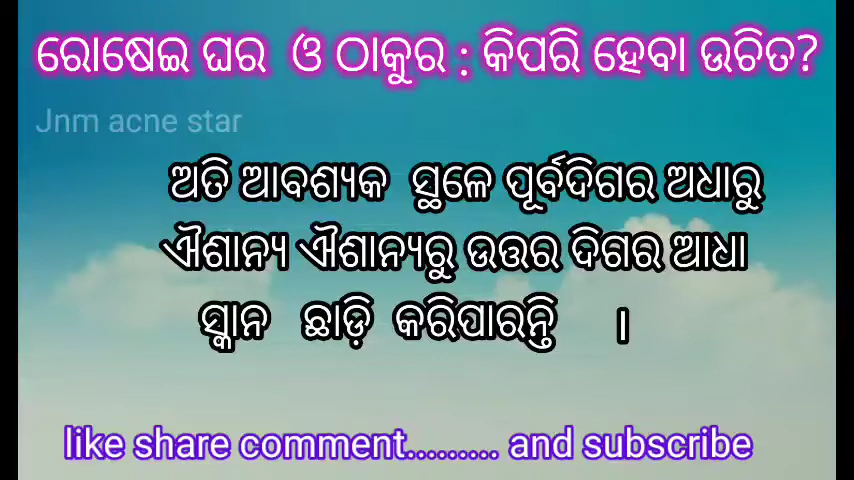 ରୋଷେଇ ଘର ଓ ଠାକୁର : କିପରି ହେବା ଉଚିତ?
Jnm acne star
ଅତି ଆବଶ୍ୟକ ସ୍ଥଳେ ପୂର୍ବଦିଗର ଅଧାରୁ
ଐଶାନ୍ୟ ଐଶାନ୍ୟରୁ ଉତ୍ତର ଦିଗର ଆଧା
ସ୍କାନ ଛାଡ଼ି କରିପାରନ୍ତି ।
like share comment......... and subscribe